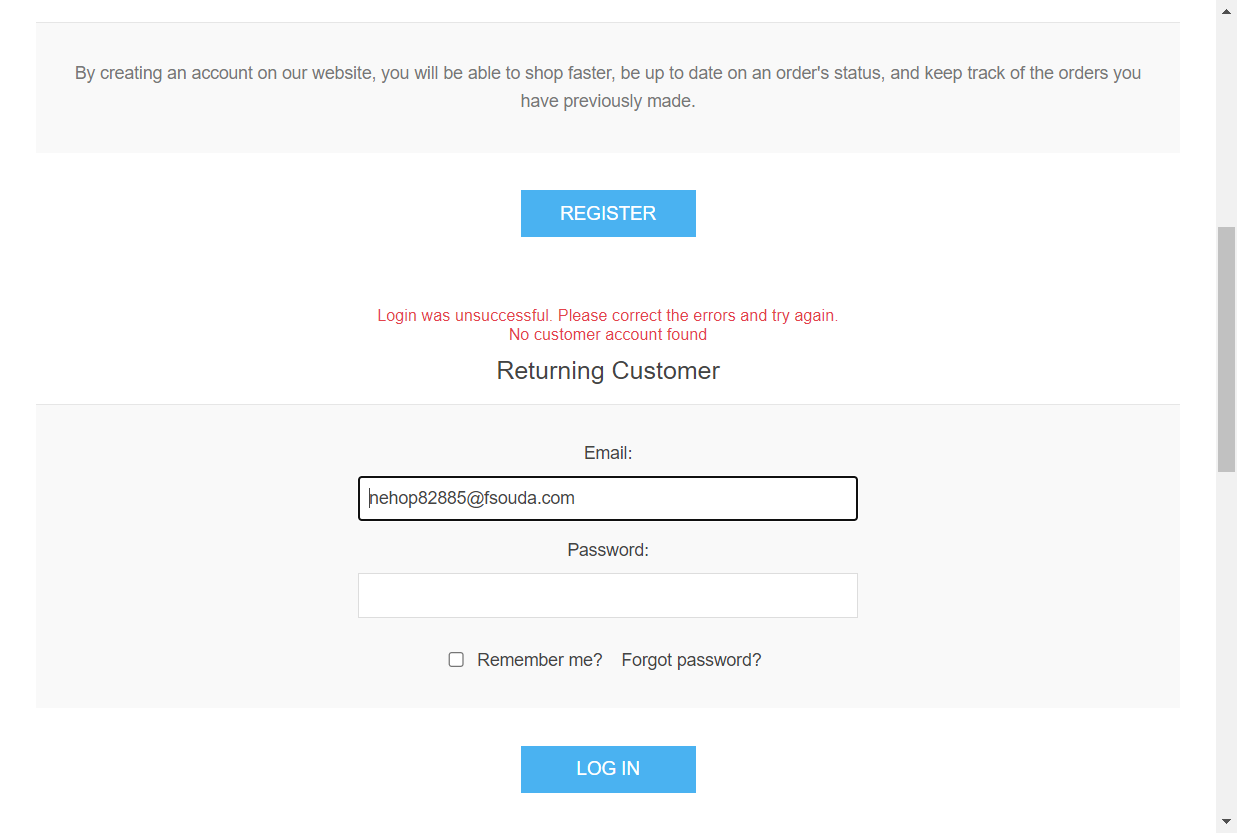 By creating an account on our website, you will be able to shop faster, be up to date on an order's status, and keep track of the orders you
have previously made.
REGISTER
Login was unsuccessful. Please correct the errors and try again.
No customer account found
Returning Customer
Email:
nehop82885@fsouda.com
Password:
Remember me? Forgot password?
LOG IN